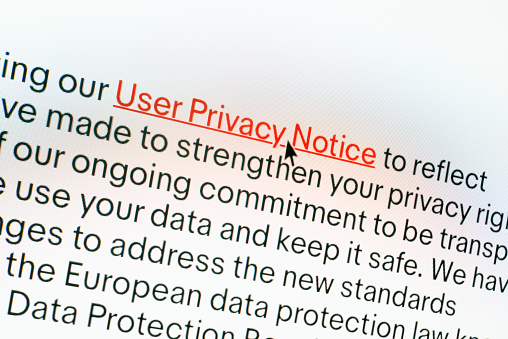 ing our User Privacy Notice to reflect
ve made to strengthen your privacy rig
f our ongoing commitment to be transp
e use your data and keep it safe. We hav
ges to address the new standards
the European data protection law kno
Data Protection